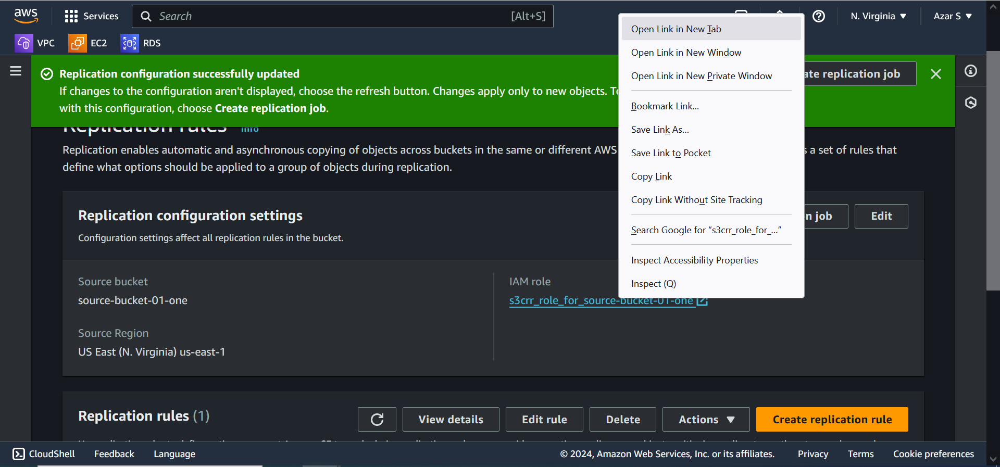 aws
Services
Search
[Alt+S]
N. Virginia
Azar S
VPC
EC2
RDS
Open Link in New Tab
Open Link in New Window
Open Link in New Private Window
Bookmark Link...
Save Link As...
Save Link to Pocket
Copy Link
Copy Link Without Site Tracking
Search Google for “s3crr_role_for_...”
Inspect Accessibility Properties
Inspect (Q)
Replication configuration successfully updated
If changes to the configuration aren't displayed, choose the refresh button. Changes apply only to new objects.
with this configuration, choose Create replication job.
replication job
Replication rules Info
Replication enables automatic and asynchronous copying of objects across buckets in the same or different AWS
a set of rules that
define what options should be applied to a group of objects during replication.
Replication configuration settings
job
Edit
Configuration settings affect all replication rules in the bucket.
Source bucket
source-bucket-01-one
Source Region
US East (N. Virginia) us-east-1
IAM role
s3crr_role_for_source-bucket-01-one
Replication rules (1)
View details
Edit rule
Delete
Actions
Create replication rule
CloudShell
Feedback
Language
© 2024, Amazon Web Services, Inc. or its affiliates.
Privacy
Terms
Cookie preferences